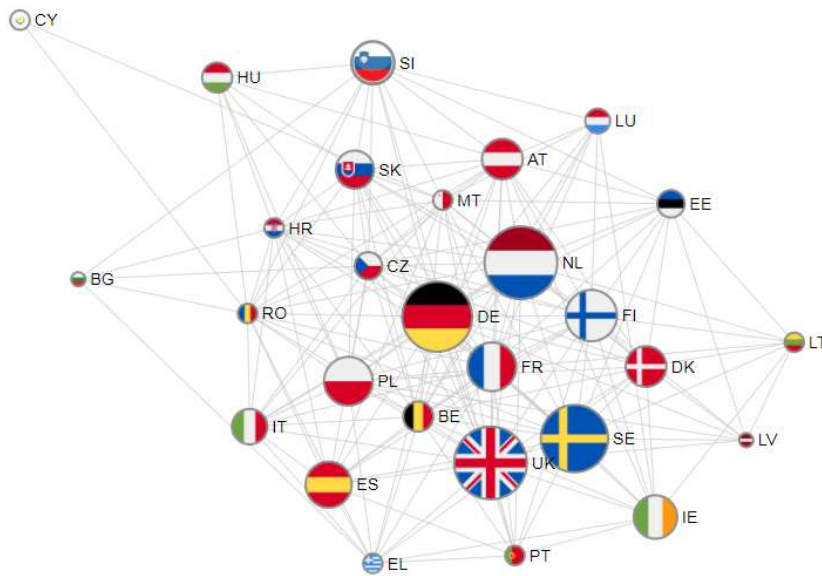 CY
SI
HU
LU
AT
SK
MT
EE
HR
NL
CZ
BG
RO
DE
FI
LT
FR
DK
PL
BE
IT
SE
LV
UK
ES
IE
PT
EL